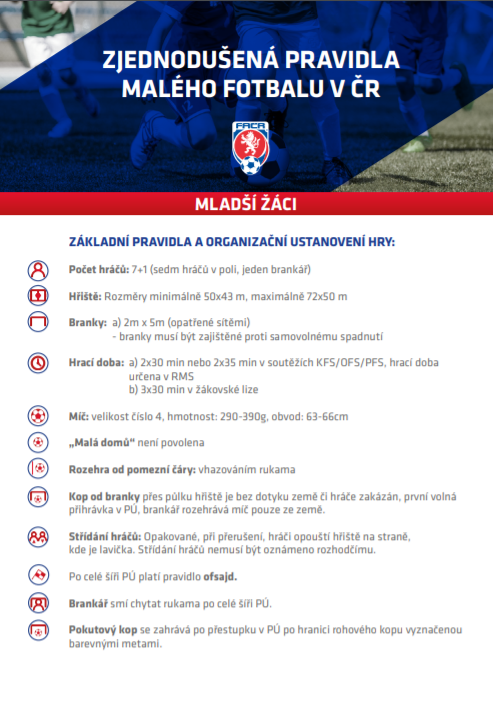 ZJEDNODUŠENÁ PRAVIDLA
MALÉHO FOTBALU V ČR
FAČR
MLADŠÍ ŽÁCI
ZÁKLADNÍ PRAVIDLA A ORGANIZAČNÍ USTANOVENÍ HRY:
Počet hráčů: 7+1 (sedm hráčů v poli, jeden brankář)
Hřiště: Rozměry minimálně 50x43 m, maximálně 72x50 m
Branky: a) 2m x 5m (opatřené sítěmi)
- branky musí být zajištěné proti samovolnému spadnutí
Hrací doba: a) 2x30 min nebo 2x35 min v soutěžích KFS/OFS/PFS, hrací doba
určena v RMS
b) 3x30 min v žákovské lize
Míč: velikost číslo 4, hmotnost: 290-390g, obvod: 63-66cm
„Malá domů“ není povolena
Rozehra od pomezní čáry: vhazováním rukama
Kop od branky přes půlku hřiště je bez dotyku země či hráče zakázán, první volná
přihrávka v PÚ, brankář rozehrává míč pouze ze země.
Střídání hráčů: Opakované, při přerušení, hráči opouští hřiště na straně,
kde je lavička. Střídání hráčů nemusí být oznámeno rozhodčímu.
Po celé šíři PÚ platí pravidlo ofsajd.
Brankář smí chytat rukama po celé šíři PÚ.
Pokutový kop se zahrává po přestupku v PÚ po hranici rohového kopu vyznačenou
barevnými metami.